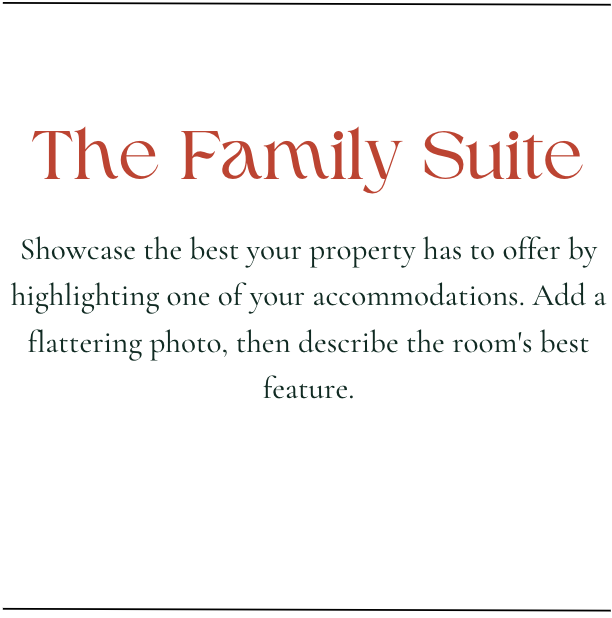 The Family Suite
Showcase the best your property has to offer by
highlighting one of your accommodations. Add a
flattering photo, then describe the room's best
feature.